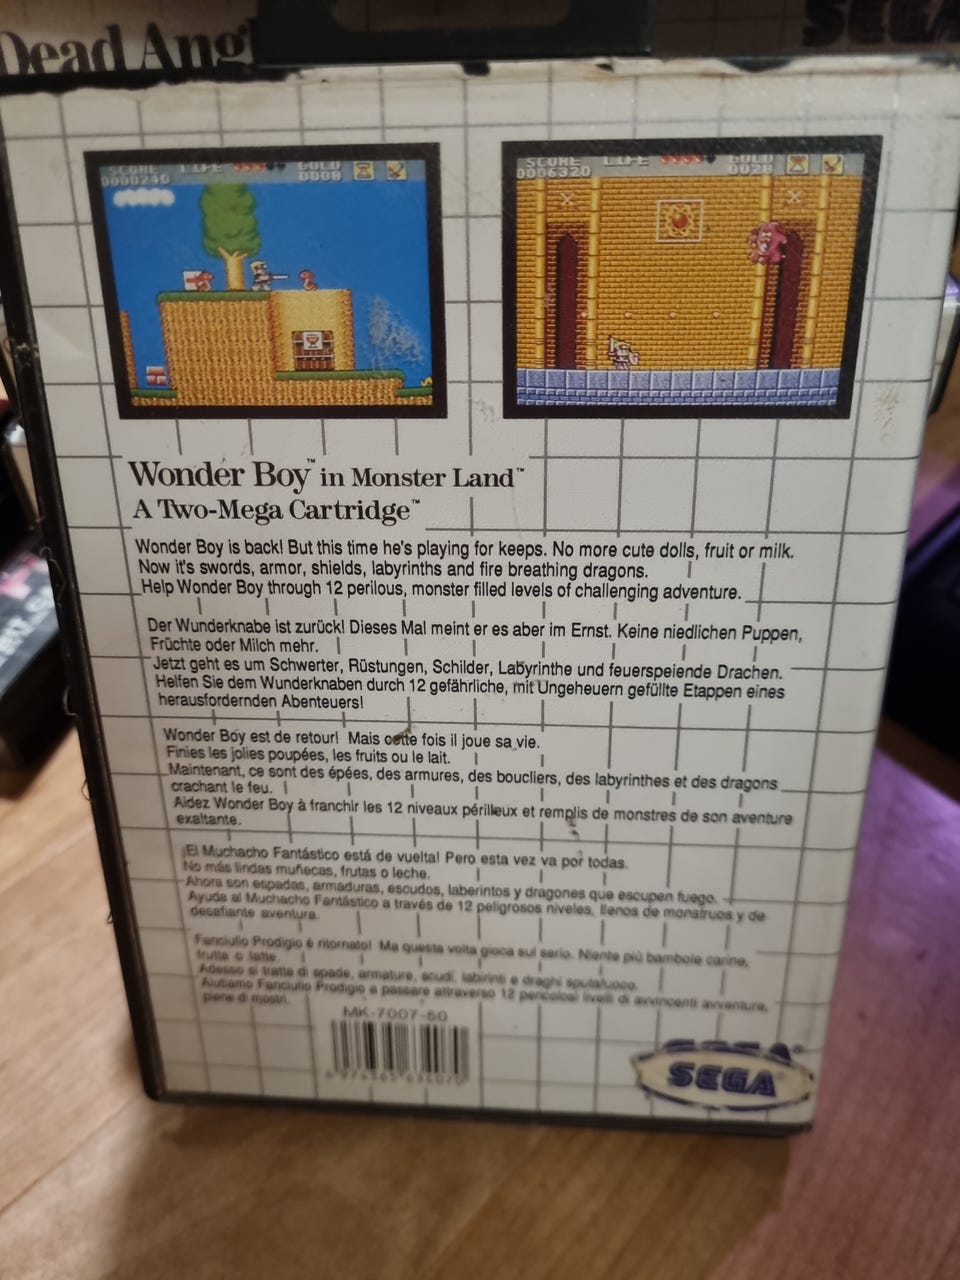 Dead Ang
SEGA
SCORE LIFE GOLD
0000240 0008
SCORE LIFE GOLD
0006320 002
Wonder Boy™ in Monster Land™
A Two-Mega Cartridge™
Wonder Boy is back! But this time he's playing for keeps. No more cute dolls, fruit or milk.
Now it's swords, armor, shields, labyrinths and fire breathing dragons.
Help Wonder Boy through 12 perilous, monster filled levels of challenging adventure.
Der Wunderknabe ist zurück! Dieses Mal meint er es aber im Ernst. Keine niedlichen Puppen,
Früchte oder Milch mehr.
Jetzt geht es um Schwerter, Rüstungen, Schilder, Labyrinthe und feuerspeiende Drachen.
Helfen Sie dem Wunderknaben durch 12 gefährliche, mit Ungeheuern gefüllte Etappen eines
herausfordernden Abenteuers!
Wonder Boy est de retour! Mais cette fois il joue sa vie.
Finies les jolies poupées, les fruits ou le lait.
Maintenant, ce sont des épées, des armures, des boucliers, des labyrinthes et des dragons
crachant le feu.
Aidez Wonder Boy à franchir les 12 niveaux périlleux et remplis de monstres de son aventure
exaltante.
¡El Muchacho Fantástico está de vuelta! Pero esta vez va por todas.
No más lindas muñecas, frutas o leche.
Ahora son espadas, armaduras, escudos, laberintos y dragones que escupen fuego.
Ayuda al Muchacho Fantástico a través de 12 peligrosos niveles, llenos de monstruos y de
desafiante aventura.
Fanciullo Prodigio è ritornato! Ma questa volta gioca sul serio. Niente più bambole carine,
frutta o latte.
Adesso si tratta di spade, armature, scudi, labirinti e draghi sputafuoco.
Aiutiamo Fanciullo Prodigio a passare attraverso 12 pericolosi livelli di avvincenti avventure,
piene di mostri.
MK-7007-50
SEGA